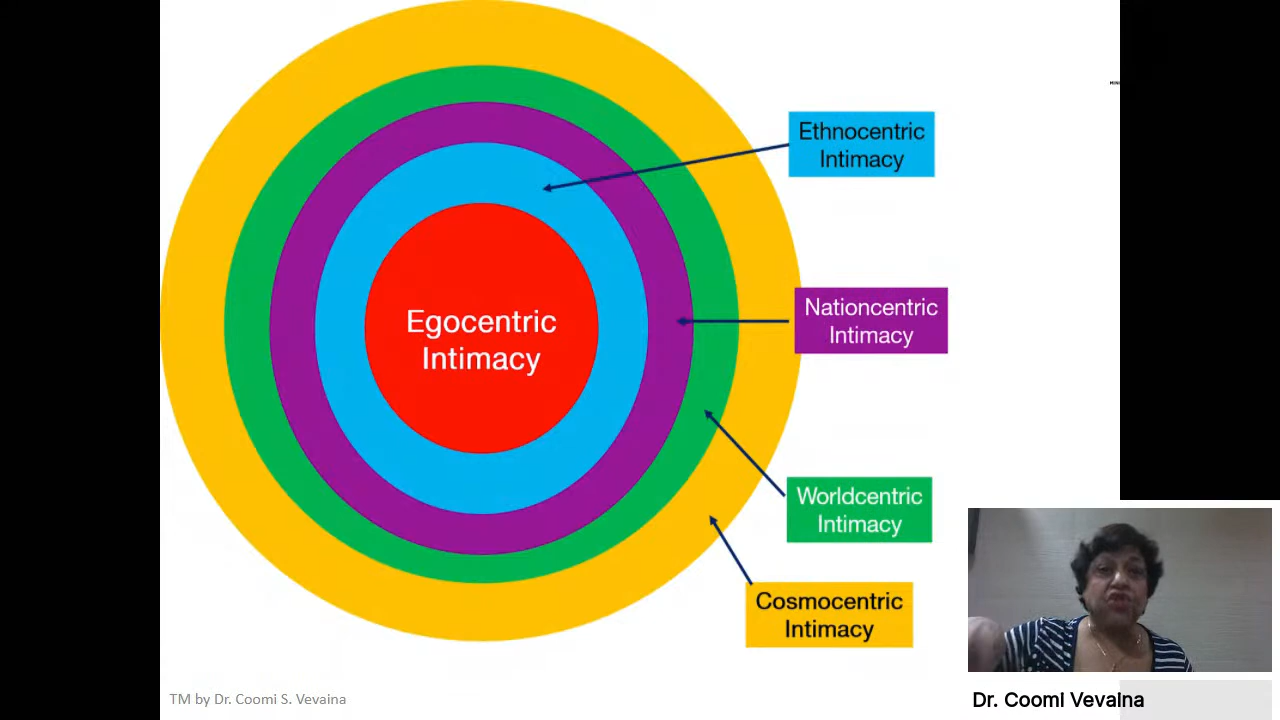 Ethnocentric
Intimacy
Egocentric
Intimacy
Nationcentric
Intimacy
Worldcentric
Intimacy
Cosmocentric
Intimacy
TM by Dr. Coomi S. Vevaina
Dr. Coomi Vevaina